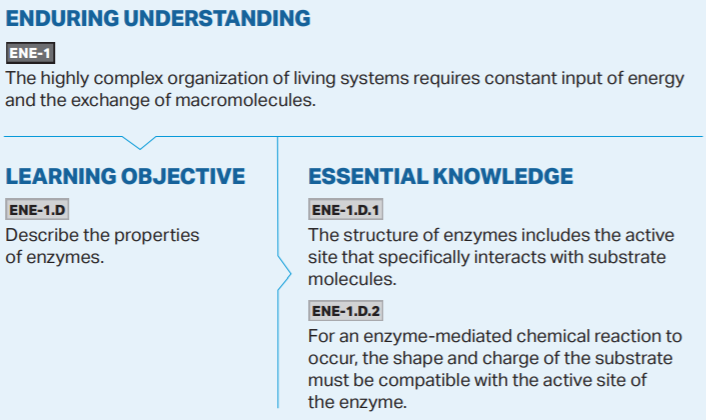 ENDURING UNDERSTANDING
ENE-1
The highly complex organization of living systems requires constant input of energy
and the exchange of macromolecules.
LEARNING OBJECTIVE
ENE-1.D
Describe the properties
of enzymes.
ESSENTIAL KNOWLEDGE
ENE-1.D.1
The structure of enzymes includes the active
site that specifically interacts with substrate
molecules.
ENE-1.D.2
For an enzyme-mediated chemical reaction to
occur, the shape and charge of the substrate
must be compatible with the active site of
the enzyme.